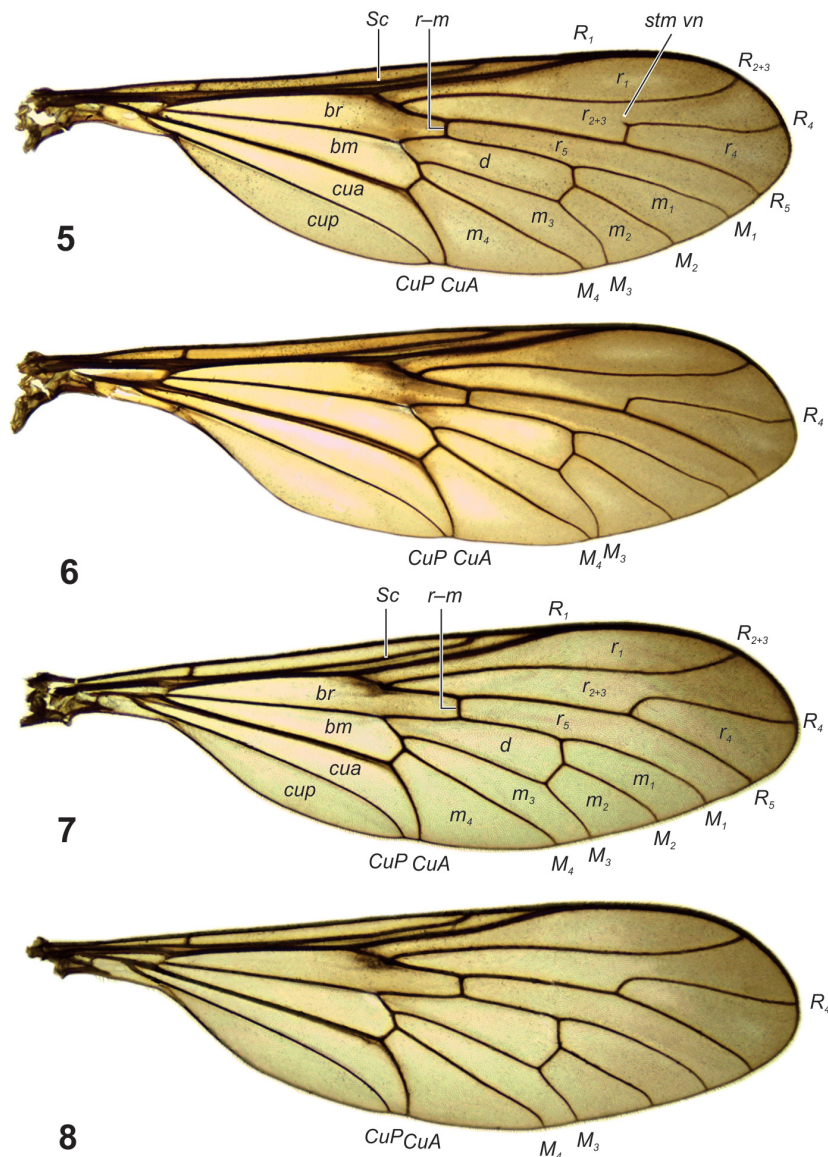 Sc r–m R1 stm vn R2+3
r1
br r2+3 R4
bm r5 r4
d
cua m1 R5
cup m3
5 m4 m2 M1
M2
CuP CuA M4 M3
R4
6
CuP CuA M4 M3
Sc r–m R1 R2+3
r1
br r2+3
bm r5 r4 R4
d
cua m1
cup m3 m2 R5
7 m4 M1
M2
CuP CuA M4 M3
R4
8
CuP CuA M4 M3